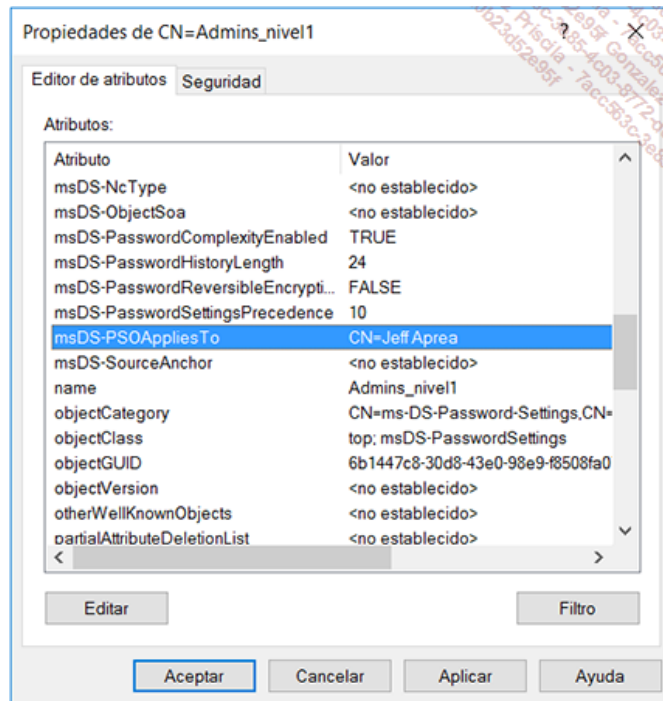 Propiedades de CN=Admins_nivel1 ? ×
Editor de atributos Seguridad
Atributos:
Atributo Valor
msDS-NcType <no establecido>
msDS-ObjectSoa <no establecido>
msDS-PasswordComplexityEnabled TRUE
msDS-PasswordHistoryLength 24
msDS-PasswordReversibleEncrypti... FALSE
msDS-PasswordSettingsPrecedence 10
msDS-PSOAppliesTo CN=Jeff Aprea
msDS-SourceAnchor <no establecido>
name Admins_nivel1
objectCategory CN=ms-DS-Password-Settings,CN=
objectClass top; msDS-PasswordSettings
objectGUID 6b1447c8-30d8-43e0-98e9-f8508fa0
objectVersion <no establecido>
otherWellKnownObjects <no establecido>
partialAttributeDeletionList <no establecido>
Editar Filtro
Aceptar Cancelar Aplicar Ayuda